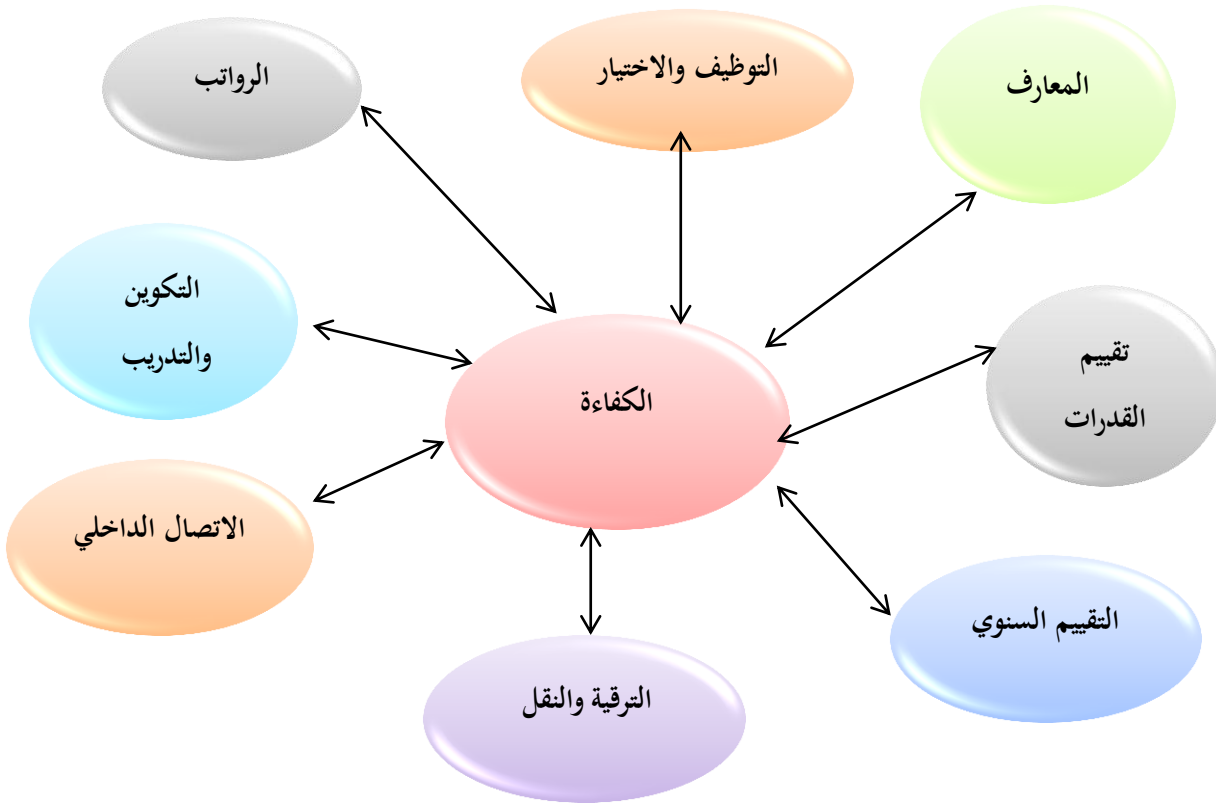 المعارف
التوظيف والاختيار
الرواتب
تقييم
القدرات
الكفاءة
التكوين
والتدريب
الاتصال الداخلي
التقييم السنوي
الترقية والنقل